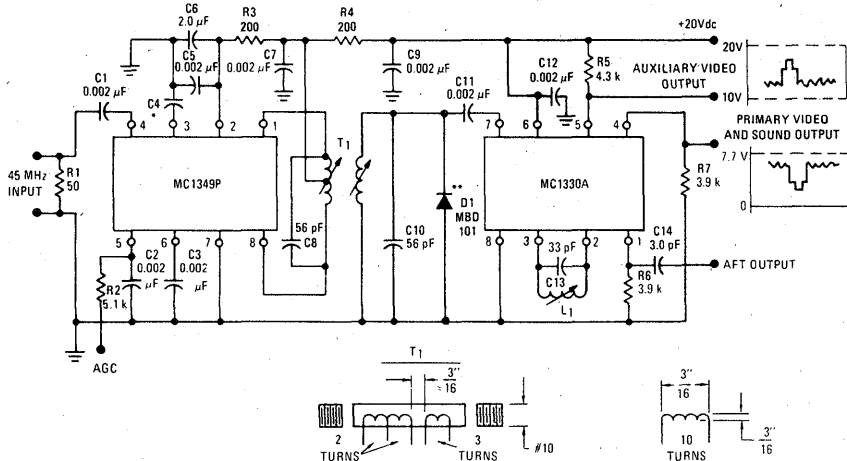 C6
2.0 µF
R3
200
R4
200
+20Vdc
20V
C5
0.002 µF
C7
0.002 µF
C9
0.002 µF
C12
0.002 µF
R5
4.3 k
AUXILIARY VIDEO
OUTPUT
10V
C1
0.002 µF
C4
*
C11
0.002 µF
PRIMARY VIDEO
AND SOUND OUTPUT
4
3
2
1
T1
7
6
5
4
7.7 V
0
45 MHz
INPUT
R1
50
MC1349P
MC1330A
R7
3.9 k
56 pF
C8
C10
56 pF
**
D1
MBD
101
5
6
7
8
8
3
2
1
R2
5.1 k
C2
0.002
µF
C3
0.002
µF
33 pF
C13
L1
C14
3.0 pF
R6
3.9 k
AFT OUTPUT
AGC
T1
3"
16
2
TURNS
3
TURNS
#10
3"
16
10
TURNS
3"
16